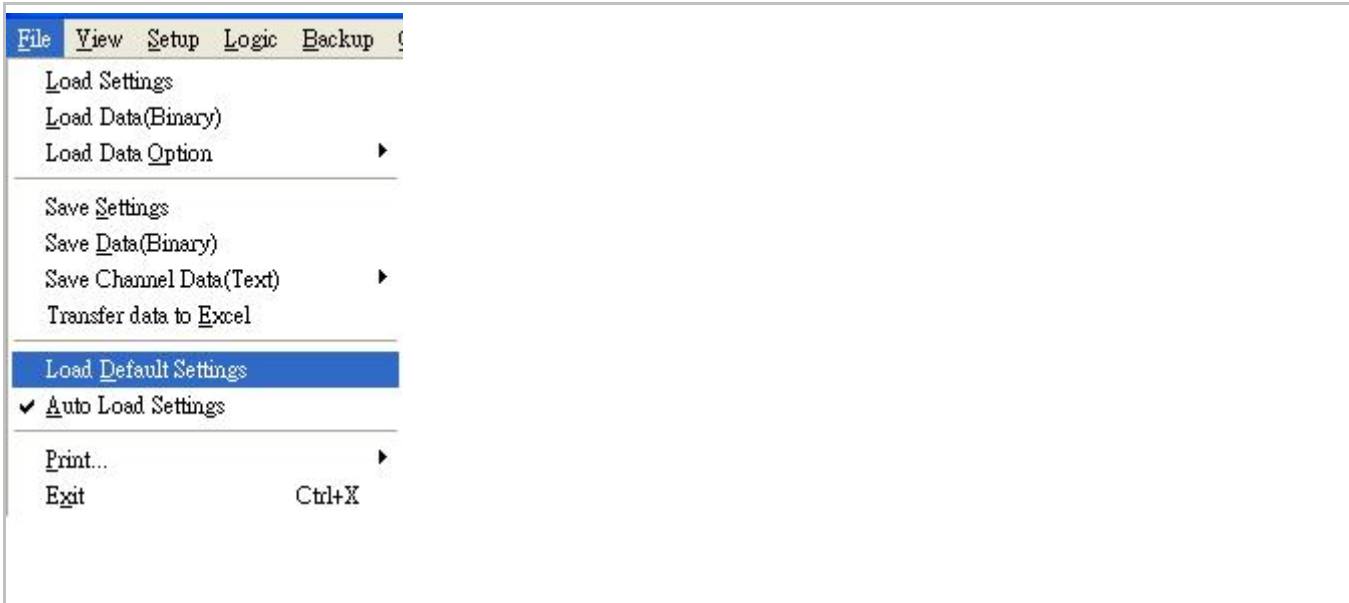 File View Setup Logic Backup
Load Settings
Load Data(Binary)
Load Data Option
Save Settings
Save Data(Binary)
Save Channel Data(Text)
Transfer data to Excel
Load Default Settings
Auto Load Settings
Print...
Exit Ctrl+X